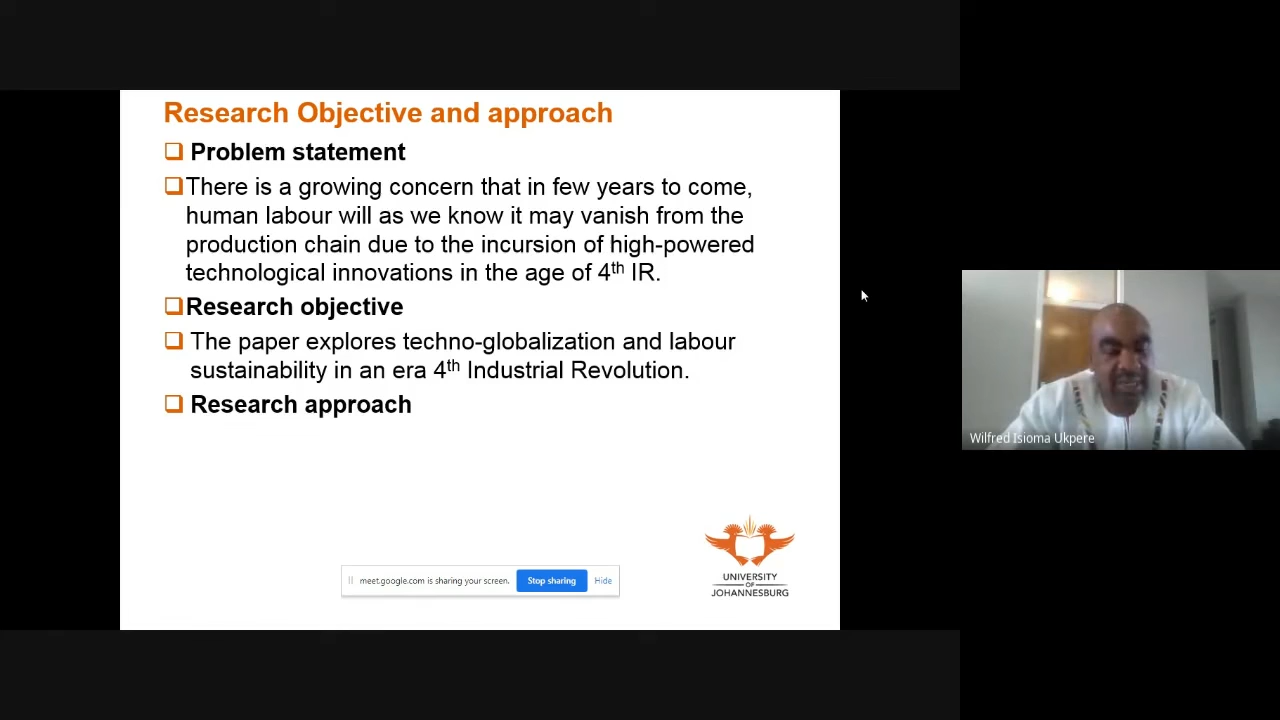 Research Objective and approach
Problem statement
There is a growing concern that in few years to come,
human labour will as we know it may vanish from the
production chain due to the incursion of high-powered
technological innovations in the age of 4th IR.
Research objective
The paper explores techno-globalization and labour
sustainability in an era 4th Industrial Revolution.
Research approach
meet.google.com is sharing your screen. Stop sharing Hide
UNIVERSITY
OF
JOHANNESBURG
Wilfred Isioma Ukpere